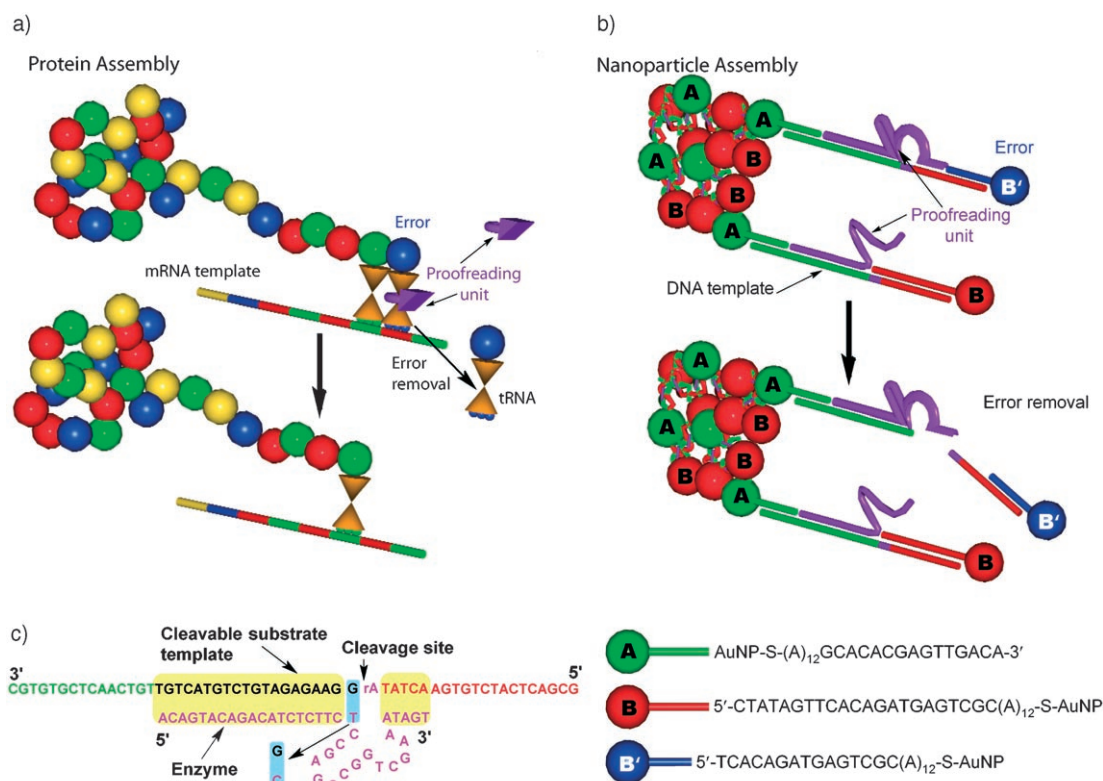 a)
Protein Assembly
Error
mRNA template
Proofreading
unit
Error
removal
tRNA
b)
Nanoparticle Assembly
A
A
A
B
B
B
A
Error
B'
Proofreading
unit
DNA template
B
A
A
A
B
B
B
A
Error removal
B'
B
c)
Cleavable substrate
template
Cleavage site
3'
5'
CGTGTGCTCAACTGTTGTCATGTCTGTAGAGAAGG rA TATCA AGTGTCTACTCAGCG
ACAGTACAGACATCTCTTCT ATAGT
5'
3'
Enzyme
G
A AuNP-S-(A)12GCACACGAGTTGACA-3′
B 5′-CTATAGTTCACAGATGAGTCGC(A)12-S-AuNP
B' 5′-TCACAGATGAGTCGC(A)12-S-AuNP